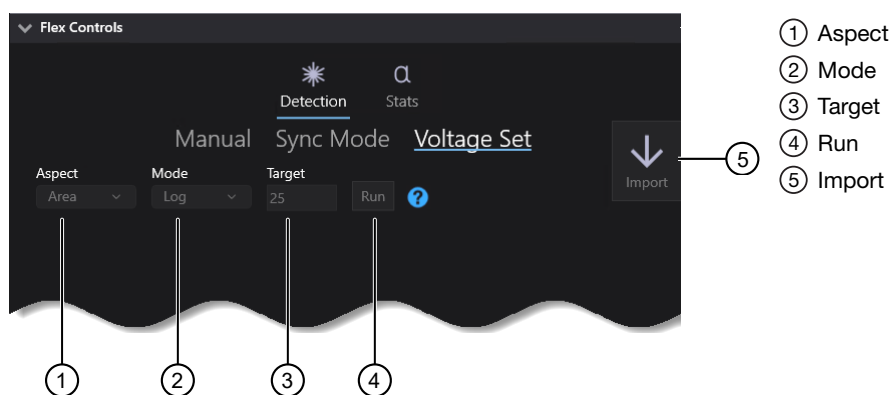 Flex Controls
Detection
α
Stats
Manual Sync Mode Voltage Set
Aspect Mode Target
Area Log 25 Run ?
Import
5
1 2 3 4
1 Aspect
2 Mode
3 Target
4 Run
5 Import